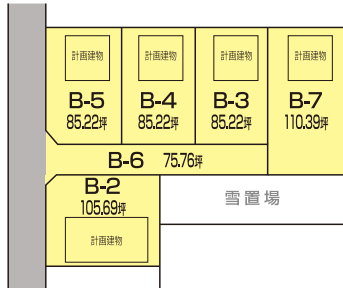 計画建物 計画建物 計画建物 計画建物
B-5 B-4 B-3 B-7
85.22坪 85.22坪 85.22坪 110.39坪
B-6 75.76坪
B-2
105.69坪
雪置場
計画建物